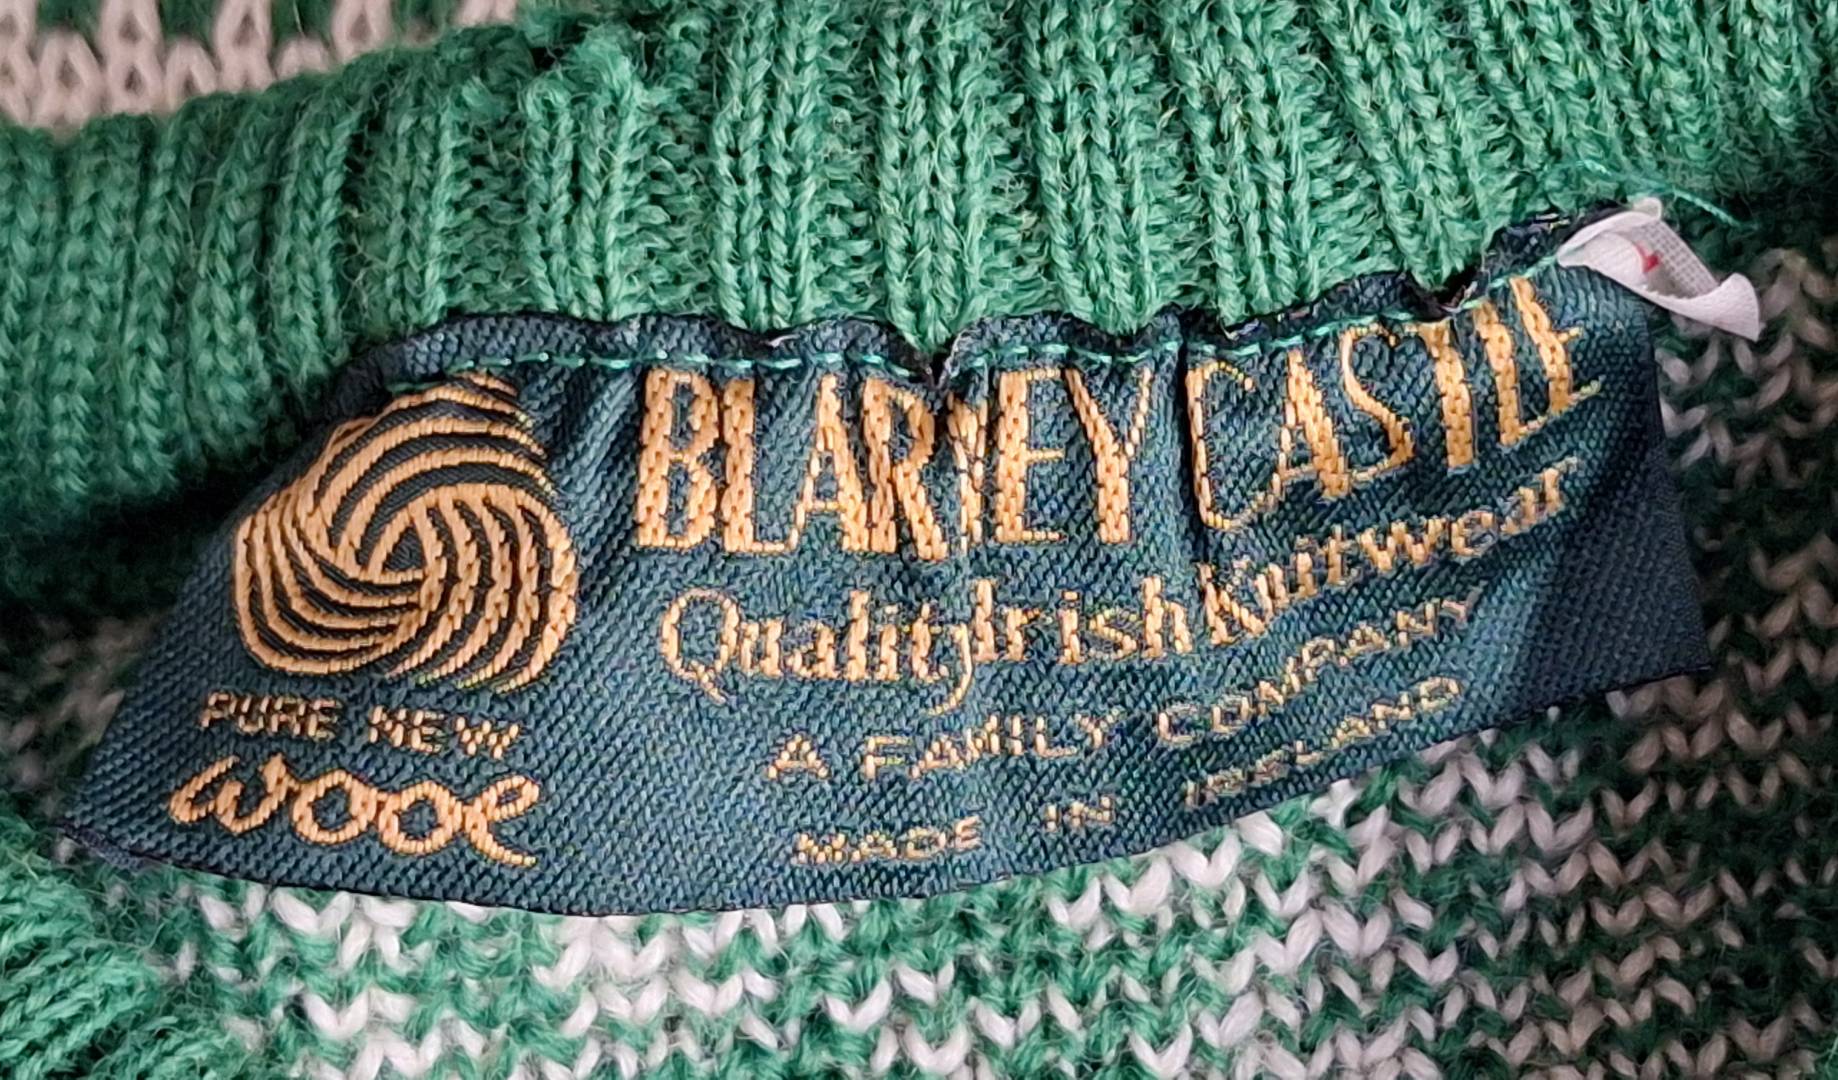 BLARNEY CASTLE
Quality Irish Knitwear
A FAMILY COMPANY
MADE IN IRELAND
PURE NEW
wool